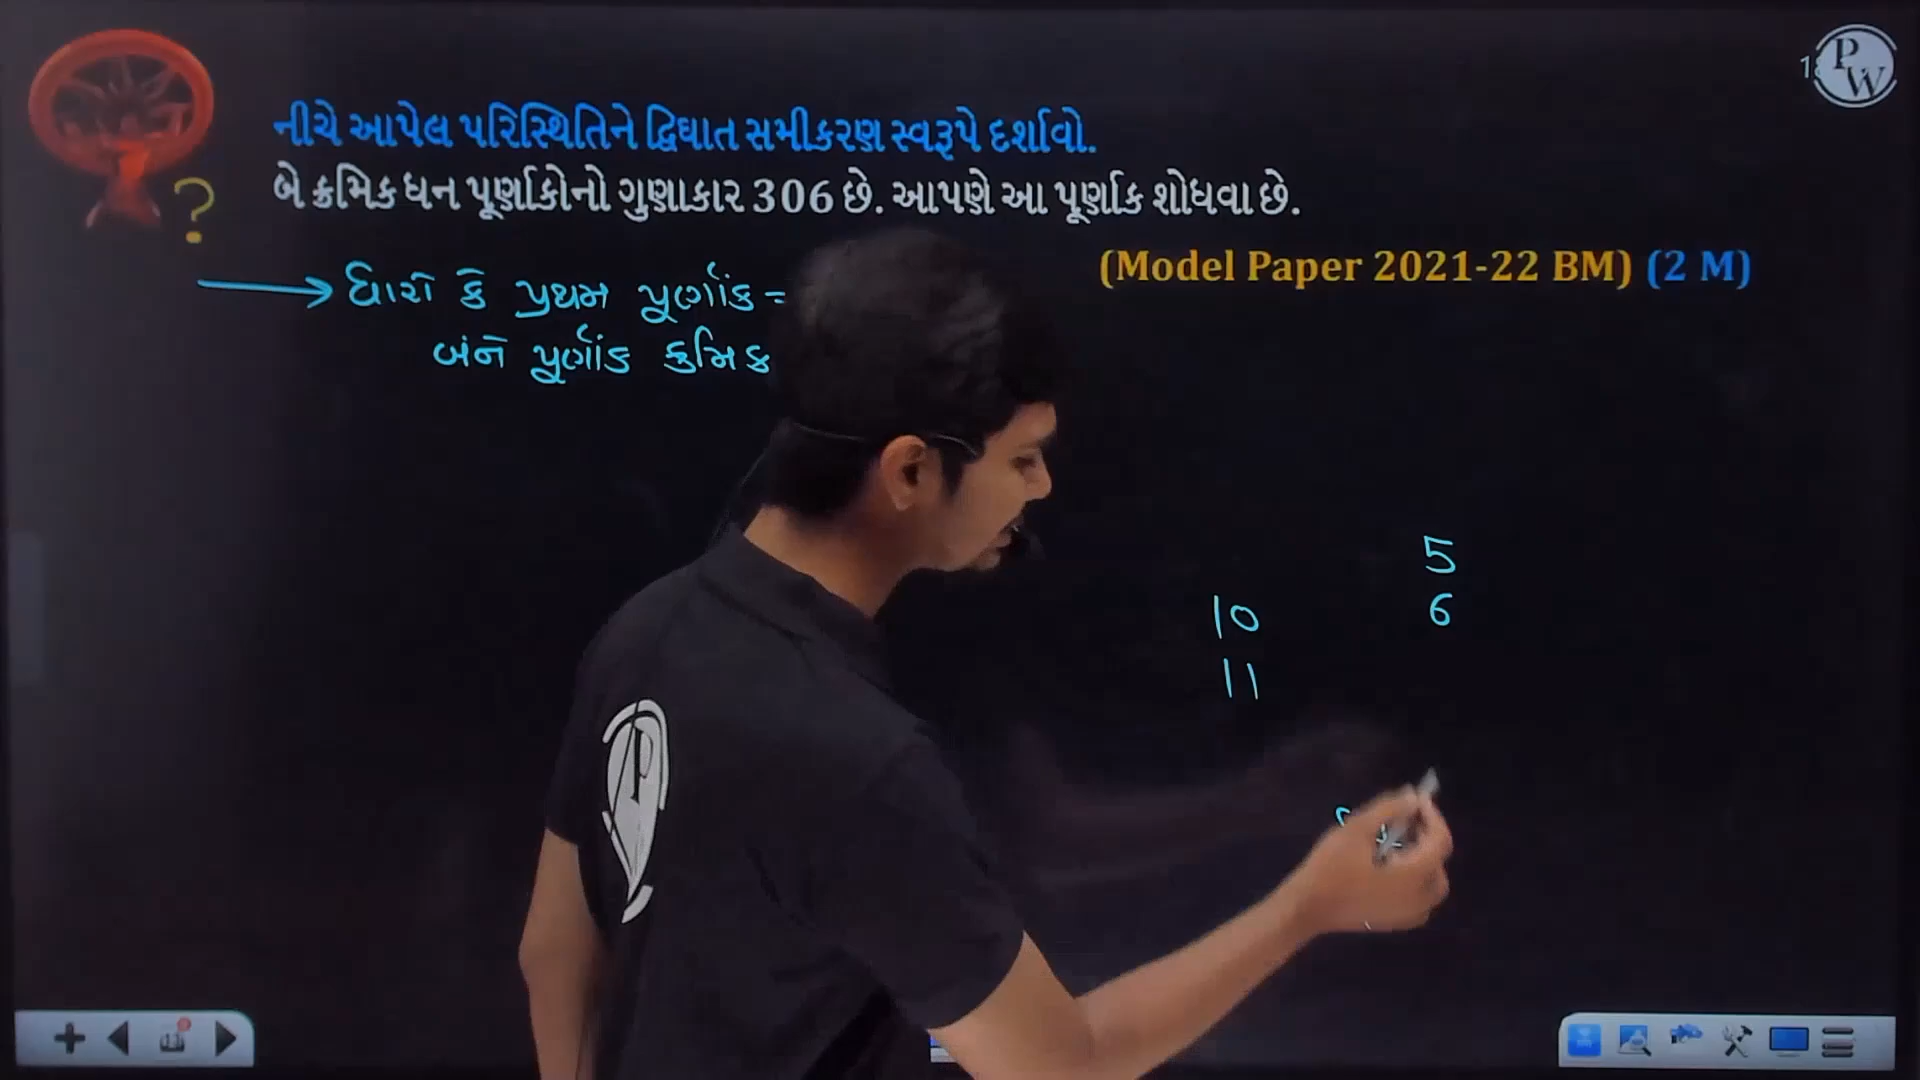 નીચે આપેલ પરિસ્થિતિને દ્વિઘાત સમીકરણ સ્વરૂપે દર્શાવો.
બે ક્રમિક ધન પૂર્ણાકોનો ગુણાકાર 306 છે. આપણે આ પૂર્ણાક શોધવા છે.
(Model Paper 2021-22 BM) (2 M)
ધારો કે પ્રથમ પૂર્ણાંક =
બંને પૂર્ણાંક ક્રમિક
5
6
10
11
PW